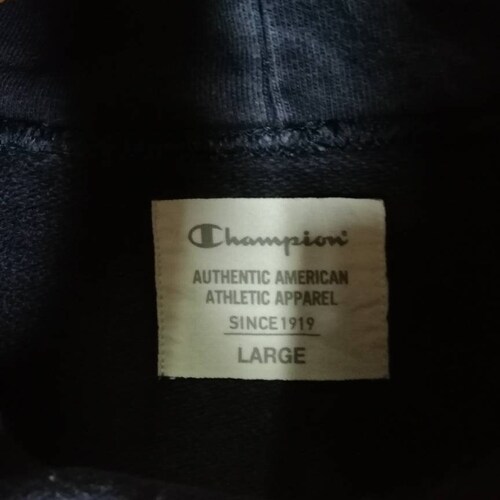 Champion
AUTHENTIC AMERICAN
ATHLETIC APPAREL
SINCE 1919
LARGE